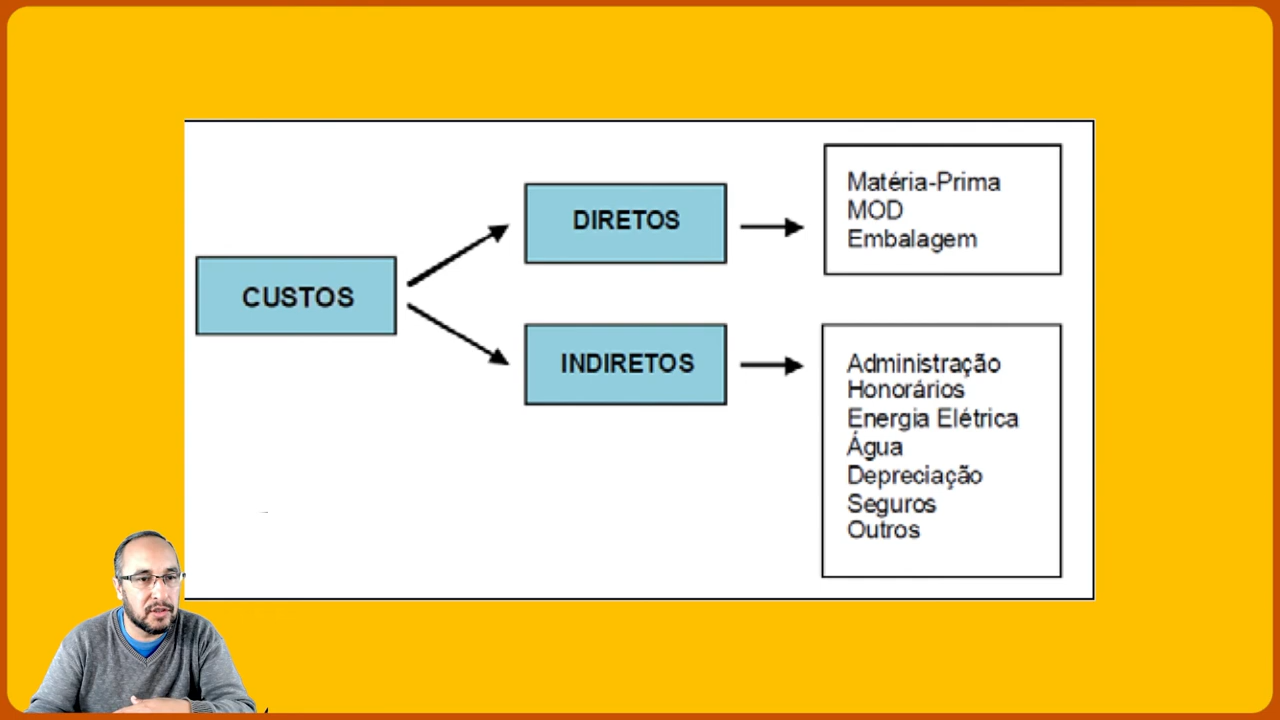 CUSTOS
DIRETOS
Matéria-Prima
MOD
Embalagem
INDIRETOS
Administração
Honorários
Energia Elétrica
Água
Depreciação
Seguros
Outros